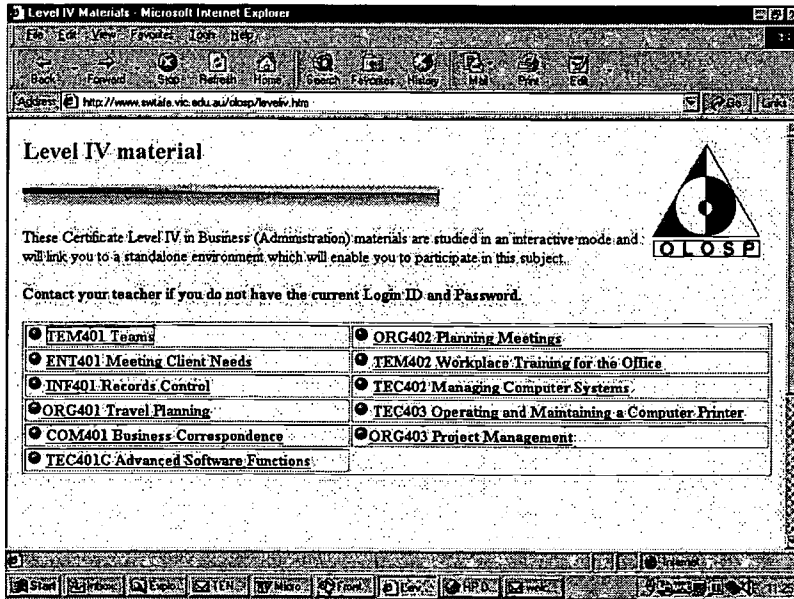 Level IV Materials - Microsoft Internet Explorer
File Edit View Favorites Tools Help
Back Forward Stop Refresh Home Search Favorites History Mail Print Edit
Address http://www.swtafe.vic.edu.au/olosp/leveliv.htm Go Links
Level IV material
These Certificate Level IV in Business (Administration) materials are studied in an interactive mode and
will link you to a standalone environment which will enable you to participate in this subject.
OLOSP
Contact your teacher if you do not have the current Login ID and Password.
TEM401 Teams
ORG402 Planning Meetings
ENT401 Meeting Client Needs
TEM402 Workplace Training for the Office
INF401 Records Control
TEC402 Managing Computer Systems
ORG401 Travel Planning
TEC403 Operating and Maintaining a Computer Printer
COM401 Business Correspondence
ORG403 Project Management
TEC401C Advanced Software Functions
Internet
Start